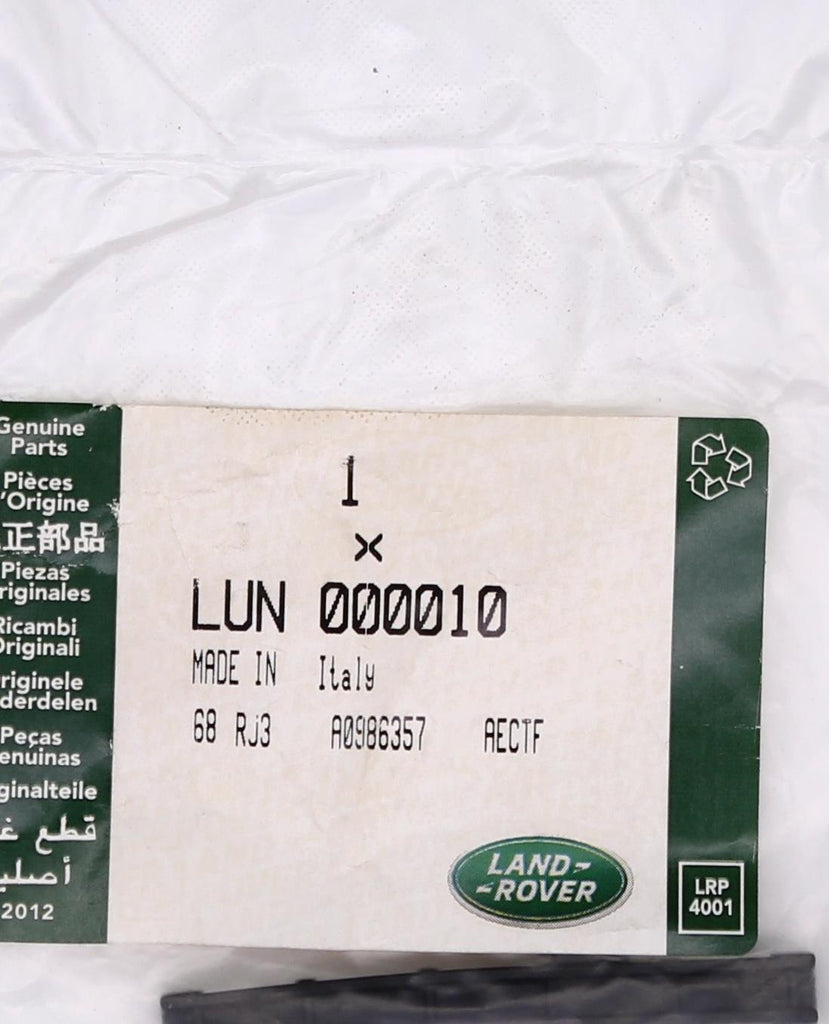 Genuine
Parts
Pièces
'Origine
正部品
Piezas
riginales
Ricambi
Originali
riginele
derdelen
Peças
enuinas
ginalteile
قطع غ
أصلي
2012
1
x
LUN 000010
MADE IN Italy
68 RJ3 A0986357 AECTF
LAND-
-ROVER
LRP
4001